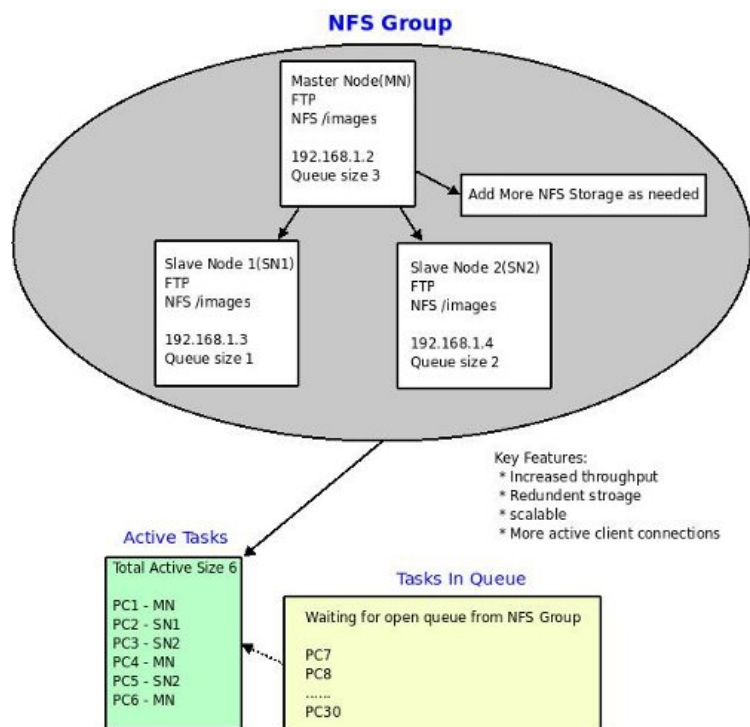 NFS Group
Master Node(MN)
FTP
NFS /images
192.168.1.2
Queue size 3
Add More NFS Storage as needed
Slave Node 1(SN1)
FTP
NFS /images
192.168.1.3
Queue size 1
Slave Node 2(SN2)
FTP
NFS /images
192.168.1.4
Queue size 2
Key Features:
* Increased throughput
* Redundent stroage
* scalable
* More active client connections
Active Tasks
Total Active Size 6
PC1 - MN
PC2 - SN1
PC3 - SN2
PC4 - MN
PC5 - SN2
PC6 - MN
Tasks In Queue
Waiting for open queue from NFS Group
PC7
PC8
......
PC30